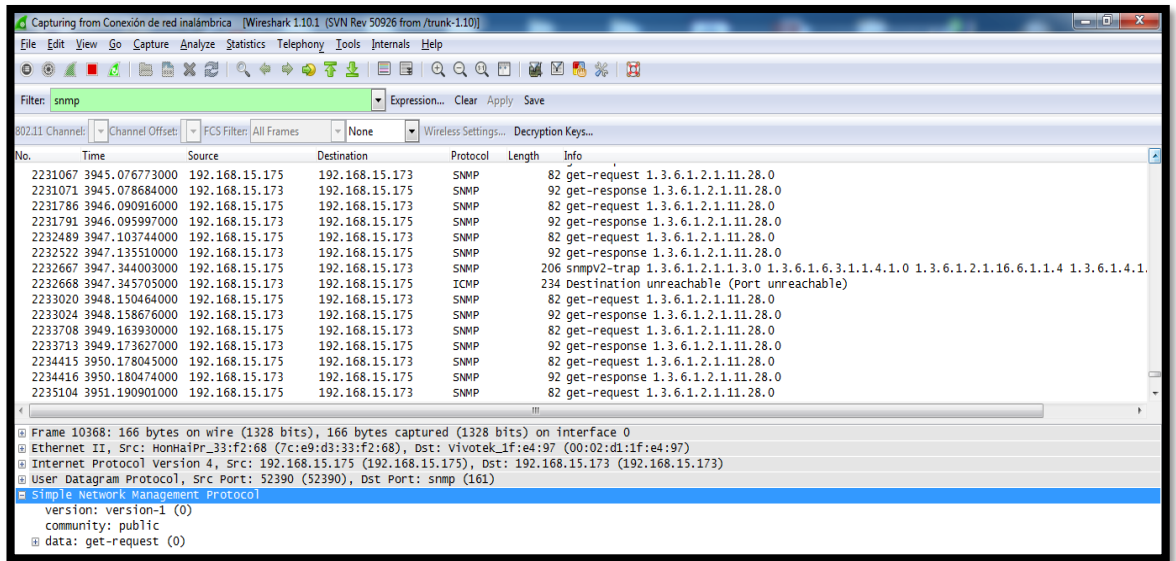 Capturing from Conexión de red inalámbrica [Wireshark 1.10.1 (SVN Rev 50926 from /trunk-1.10)]
File Edit View Go Capture Analyze Statistics Telephony Tools Internals Help
Filter: snmp Expression... Clear Apply Save
802.11 Channel: Channel Offset: FCS Filter: All Frames None Wireless Settings... Decryption Keys...
No. Time Source Destination Protocol Length Info
2231067 3945.076773000 192.168.15.175 192.168.15.173 SNMP 82 get-request 1.3.6.1.2.1.11.28.0
2231071 3945.078684000 192.168.15.173 192.168.15.175 SNMP 92 get-response 1.3.6.1.2.1.11.28.0
2231786 3946.090916000 192.168.15.175 192.168.15.173 SNMP 82 get-request 1.3.6.1.2.1.11.28.0
2231791 3946.095997000 192.168.15.173 192.168.15.175 SNMP 92 get-response 1.3.6.1.2.1.11.28.0
2232489 3947.103744000 192.168.15.175 192.168.15.173 SNMP 82 get-request 1.3.6.1.2.1.11.28.0
2232522 3947.135510000 192.168.15.173 192.168.15.175 SNMP 92 get-response 1.3.6.1.2.1.11.28.0
2232667 3947.344003000 192.168.15.173 192.168.15.175 SNMP 206 snmpV2-trap 1.3.6.1.2.1.1.3.0 1.3.6.1.6.3.1.1.4.1.0 1.3.6.1.2.1.16.6.1.1.4 1.3.6.1.4.1.
2232668 3947.345705000 192.168.15.175 192.168.15.173 ICMP 234 Destination unreachable (Port unreachable)
2233020 3948.150464000 192.168.15.175 192.168.15.173 SNMP 82 get-request 1.3.6.1.2.1.11.28.0
2233024 3948.158676000 192.168.15.173 192.168.15.175 SNMP 92 get-response 1.3.6.1.2.1.11.28.0
2233708 3949.163930000 192.168.15.175 192.168.15.173 SNMP 82 get-request 1.3.6.1.2.1.11.28.0
2233713 3949.173627000 192.168.15.173 192.168.15.175 SNMP 92 get-response 1.3.6.1.2.1.11.28.0
2234415 3950.178045000 192.168.15.175 192.168.15.173 SNMP 82 get-request 1.3.6.1.2.1.11.28.0
2234416 3950.180474000 192.168.15.173 192.168.15.175 SNMP 92 get-response 1.3.6.1.2.1.11.28.0
2235104 3951.190901000 192.168.15.175 192.168.15.173 SNMP 82 get-request 1.3.6.1.2.1.11.28.0
Frame 10368: 166 bytes on wire (1328 bits), 166 bytes captured (1328 bits) on interface 0
Ethernet II, Src: HonHaiPr_33:f2:68 (7c:e9:d3:33:f2:68), Dst: Vivotek_1f:e4:97 (00:02:d1:1f:e4:97)
Internet Protocol Version 4, Src: 192.168.15.175 (192.168.15.175), Dst: 192.168.15.173 (192.168.15.173)
User Datagram Protocol, Src Port: 52390 (52390), Dst Port: snmp (161)
Simple Network Management Protocol
version: version-1 (0)
community: public
data: get-request (0)